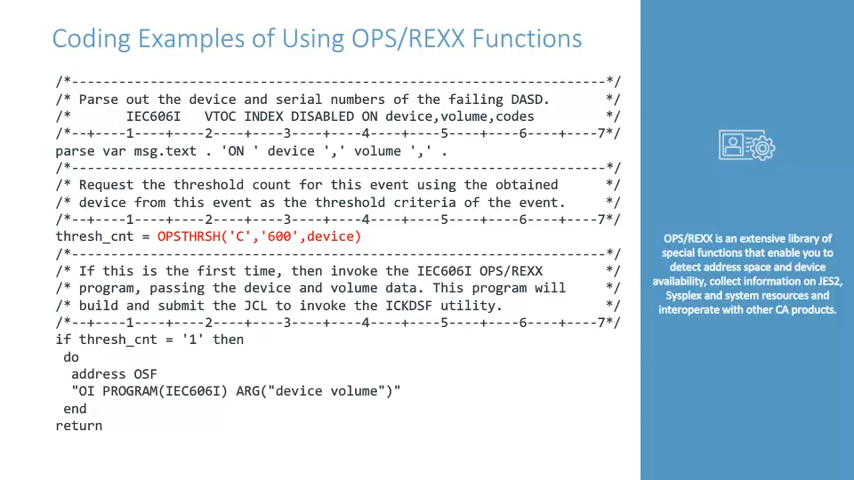 Coding Examples of Using OPS/REXX Functions
/*---------------------------------------------------------------------*/
/* Parse out the device and serial numbers of the failing DASD.       */
/*       IEC606I   VTOC INDEX DISABLED ON device,volume,codes         */
/*--+----1----+----2----+----3----+----4----+----5----+----6----+----7*/
parse var msg.text . 'ON ' device ',' volume ',' .
/*---------------------------------------------------------------------*/
/* Request the threshold count for this event using the obtained      */
/* device from this event as the threshold criteria of the event.     */
/*--+----1----+----2----+----3----+----4----+----5----+----6----+----7*/
thresh_cnt = OPSTHRSH('C','600',device)
/*---------------------------------------------------------------------*/
/* If this is the first time, then invoke the IEC606I OPS/REXX        */
/* program, passing the device and volume data. This program will     */
/* build and submit the JCL to invoke the ICKDSF utility.             */
/*--+----1----+----2----+----3----+----4----+----5----+----6----+----7*/
if thresh_cnt = '1' then
do
address OSF
"OI PROGRAM(IEC606I) ARG("device volume")"
end
return
OPS/REXX is an extensive library of
special functions that enable you to
detect address space and device
availability, collect information on JES2,
Sysplex and system resources and
interoperate with other CA products.